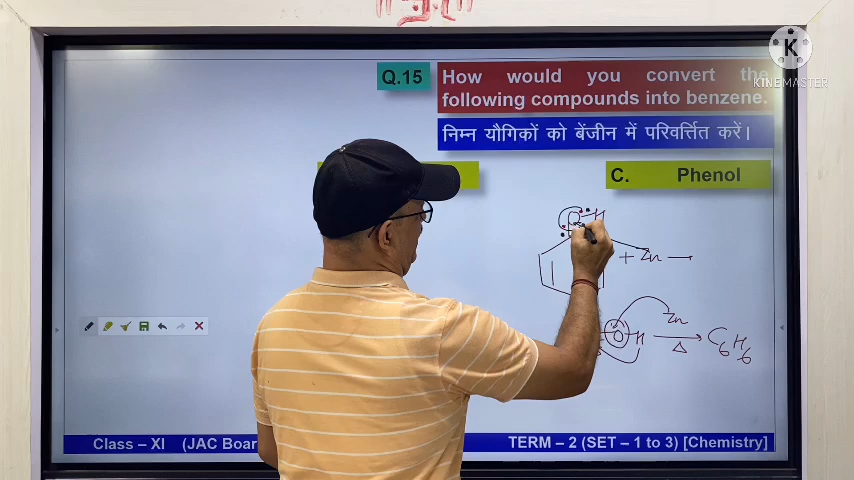 K
KINEMASTER
Q.15
How would you convert the
following compounds into benzene.
निम्न यौगिकों को बेंजीन में परिवर्त्तित करें।
C. Phenol
O-H
+ Zn →
O-H Zn Δ → C6H6
Class – XI (JAC Boar
TERM – 2 (SET – 1 to 3) [Chemistry]